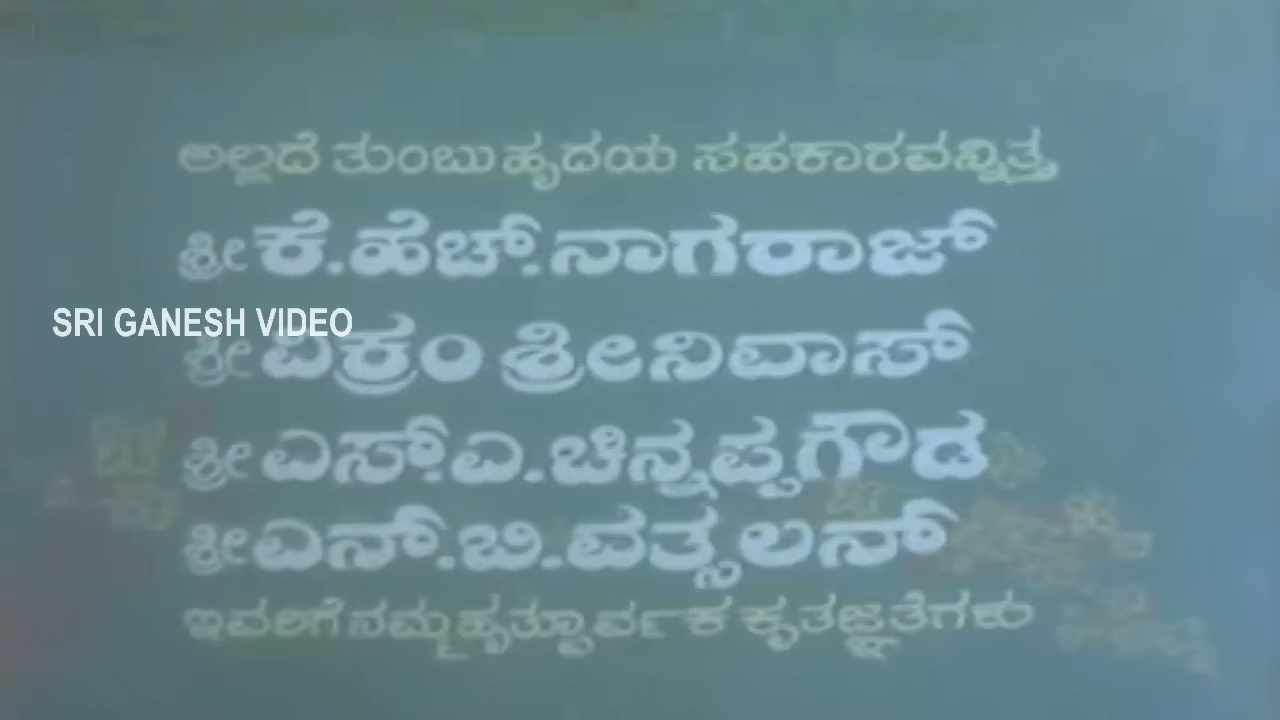 ಅಲ್ಲದೆ ತುಂಬು ಹೃದಯ ಸಹಕಾರವನ್ನಿತ್ತ
ಶ್ರೀ ಕೆ.ಹೆಚ್.ನಾಗರಾಜ್
SRI GANESH VIDEO
ಶ್ರೀ ವಿಕ್ರಂ ಶ್ರೀನಿವಾಸ್
ಶ್ರೀ ಎಸ್.ಎ.ಚಿನ್ನಪ್ಪಗೌಡ
ಶ್ರೀ ಎನ್.ಬಿ.ವತ್ಸಲನ್
ಇವರಿಗೆ ನಮ್ಮ ಹೃತ್ಪೂರ್ವಕ ಕೃತಜ್ಞತೆಗಳು